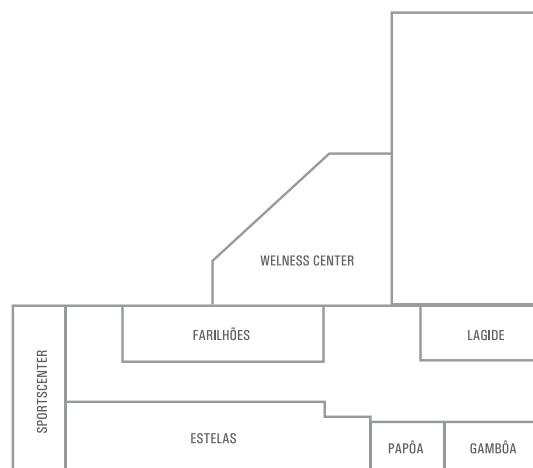 WELNESS CENTER
FARILHÕES
LAGIDE
SPORTSCENTER
ESTELAS
PAPÔA
GAMBÔA